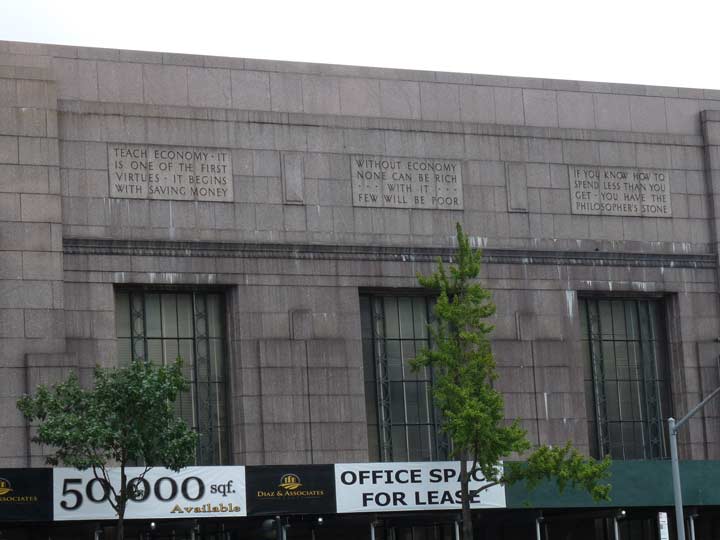 TEACH ECONOMY · IT
IS ONE OF THE FIRST
VIRTUES · IT BEGINS
WITH SAVING MONEY
WITHOUT ECONOMY
NONE CAN BE RICH
· · · WITH IT · · ·
FEW WILL BE POOR
IF YOU KNOW HOW TO
SPEND LESS THAN YOU
GET · YOU HAVE THE
PHILOSOPHER'S STONE
ASSOCIATES
50,000 sqf.
Available
DIAZ & ASSOCIATES
OFFICE SPACE
FOR LEASE